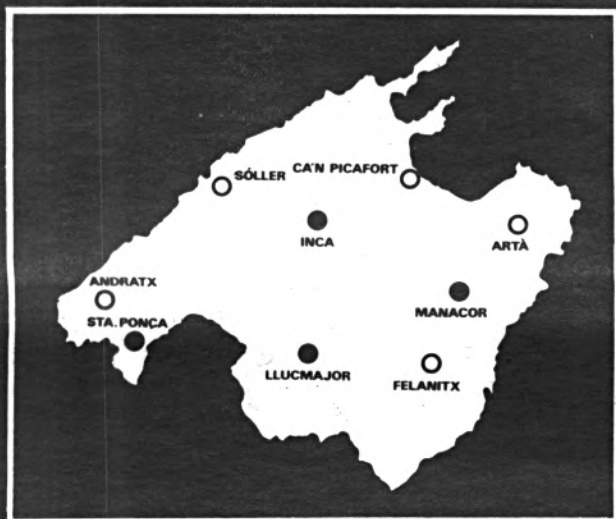 SÓLLER
CA'N PICAFORT
INCA
ARTÀ
ANDRATX
MANACOR
STA. PONÇA
LLUCMAJOR
FELANITX